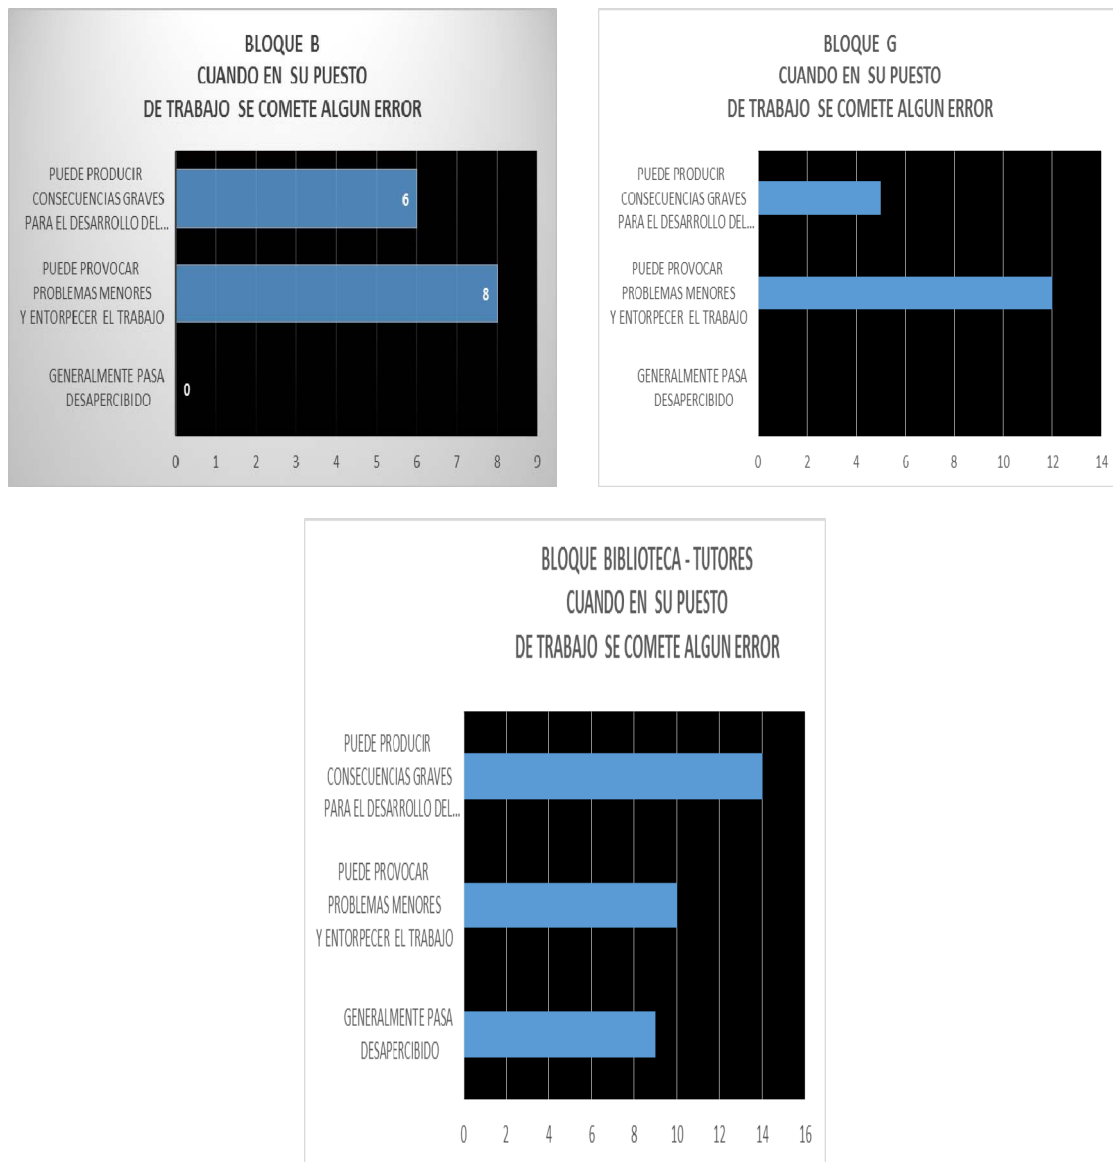 BLOQUE B
CUANDO EN SU PUESTO
DE TRABAJO SE COMETE ALGUN ERROR
PUEDE PRODUCIR
CONSECUENCIAS GRAVES
PARA EL DESARROLLO DEL...
6
PUEDE PROVOCAR
PROBLEMAS MENORES
Y ENTORPECER EL TRABAJO
8
GENERALMENTE PASA
DESAPERCIBIDO
0
0 1 2 3 4 5 6 7 8 9
BLOQUE G
CUANDO EN SU PUESTO
DE TRABAJO SE COMETE ALGUN ERROR
PUEDE PRODUCIR
CONSECUENCIAS GRAVES
PARA EL DESARROLLO DEL...
PUEDE PROVOCAR
PROBLEMAS MENORES
Y ENTORPECER EL TRABAJO
GENERALMENTE PASA
DESAPERCIBIDO
0 2 4 6 8 10 12 14
BLOQUE BIBLIOTECA - TUTORES
CUANDO EN SU PUESTO
DE TRABAJO SE COMETE ALGUN ERROR
PUEDE PRODUCIR
CONSECUENCIAS GRAVES
PARA EL DESARROLLO DEL...
PUEDE PROVOCAR
PROBLEMAS MENORES
Y ENTORPECER EL TRABAJO
GENERALMENTE PASA
DESAPERCIBIDO
0 2 4 6 8 10 12 14 16